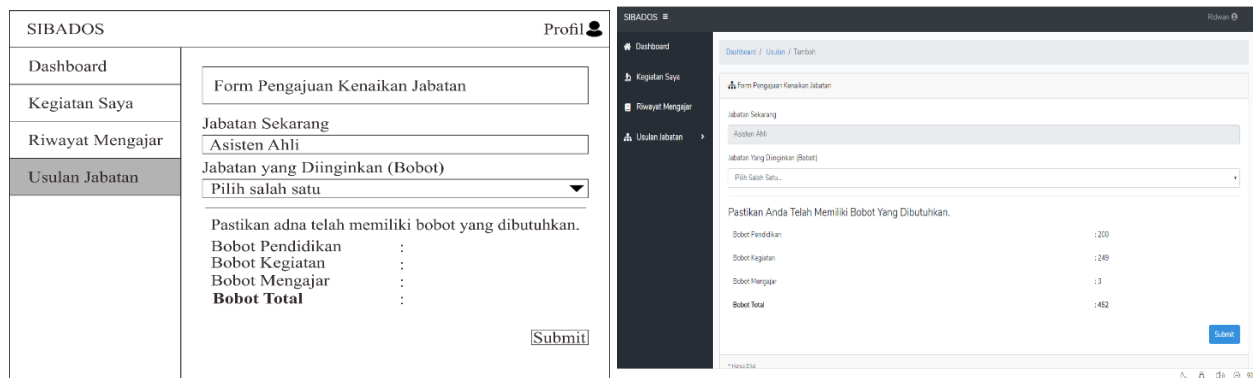 SIBADOS
Profil
Dashboard
Kegiatan Saya
Riwayat Mengajar
Usulan Jabatan
Form Pengajuan Kenaikan Jabatan
Jabatan Sekarang
Asisten Ahli
Jabatan yang Diinginkan (Bobot)
Pilih salah satu
Pastikan adna telah memiliki bobot yang dibutuhkan.
Bobot Pendidikan :
Bobot Kegiatan :
Bobot Mengajar :
Bobot Total :
Submit
SIBADOS
Ridwan
Dashboard
Kegiatan Saya
Riwayat Mengajar
Usulan Jabatan
Dashboard / Usulan / Tambah
Form Pengajuan Kenaikan Jabatan
Jabatan Sekarang
Asisten Ahli
Jabatan Yang Diinginkan (Bobot)
Pilih Salah Satu...
Pastikan Anda Telah Memiliki Bobot Yang Dibutuhkan.
Bobot Pendidikan : 200
Bobot Kegiatan : 249
Bobot Mengajar : 3
Bobot Total : 452
Submit
* Harus Diisi